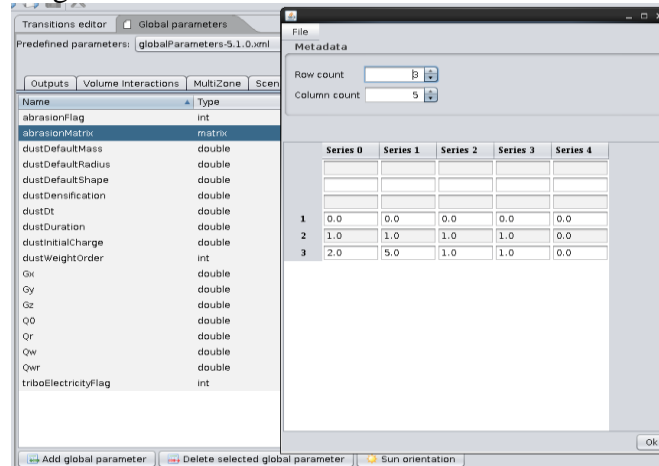 Transitions editor Global parameters
Predefined parameters: globalParameters-5.1.0.xml
Outputs Volume Interactions MultiZone Scen
Name Type
abrasionFlag int
abrasionMatrix matrix
dustDefaultMass double
dustDefaultRadius double
dustDefaultShape double
dustDensification double
dustDt double
dustDuration double
dustInitialCharge double
dustWeightOrder int
Gx double
Gy double
Gz double
Q0 double
Qr double
Qw double
Qwr double
triboElectricityFlag int
Add global parameter Delete selected global parameter Sun orientation
File
Metadata
Row count 3
Column count 5
Series 0 Series 1 Series 2 Series 3 Series 4
1 0.0 0.0 0.0 0.0 0.0
2 1.0 1.0 1.0 1.0 0.0
3 2.0 5.0 1.0 1.0 0.0
Ok